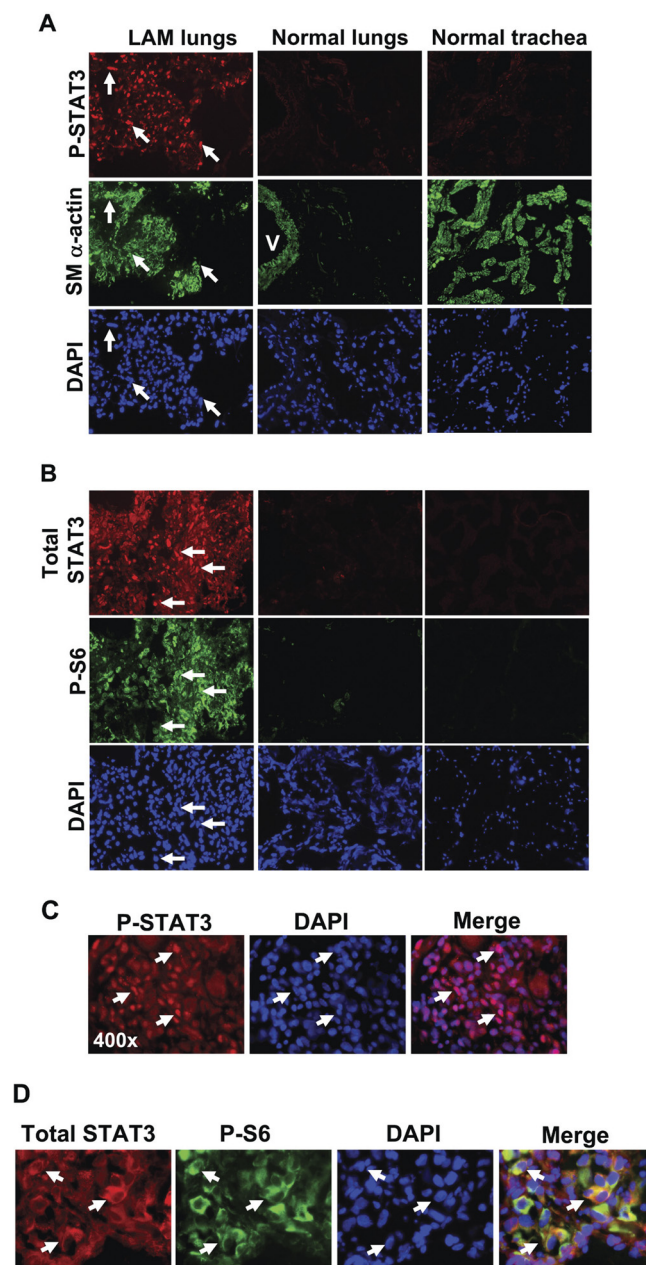 A
LAM lungs Normal lungs Normal trachea
P-STAT3
SM α-actin
V
DAPI
B
Total
STAT3
P-S6
DAPI
C
P-STAT3 DAPI Merge
400x
D
Total STAT3 P-S6 DAPI Merge